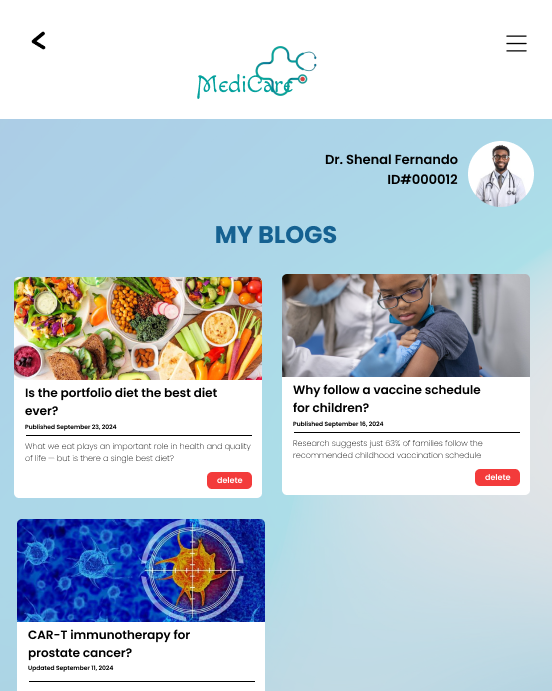 MediCare
Dr. Shenal Fernando
ID#000012
MY BLOGS
Is the portfolio diet the best diet
ever?
Published September 23, 2024
What we eat plays an important role in health and quality
of life — but is there a single best diet?
delete
Why follow a vaccine schedule
for children?
Published September 16, 2024
Research suggests just 63% of families follow the
recommended childhood vaccination schedule
delete
CAR-T immunotherapy for
prostate cancer?
Updated September 11, 2024